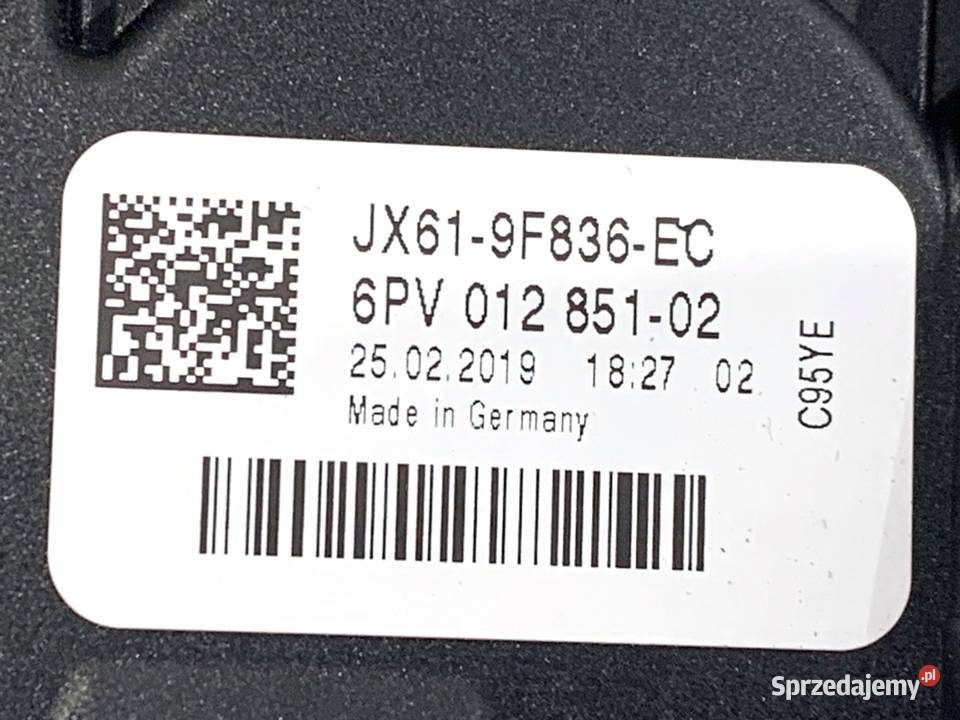 JX61-9F836-EC
6PV 012 851-02
25.02.2019 18:27 02
Made in Germany
C95YE
Sprzedajemy.pl